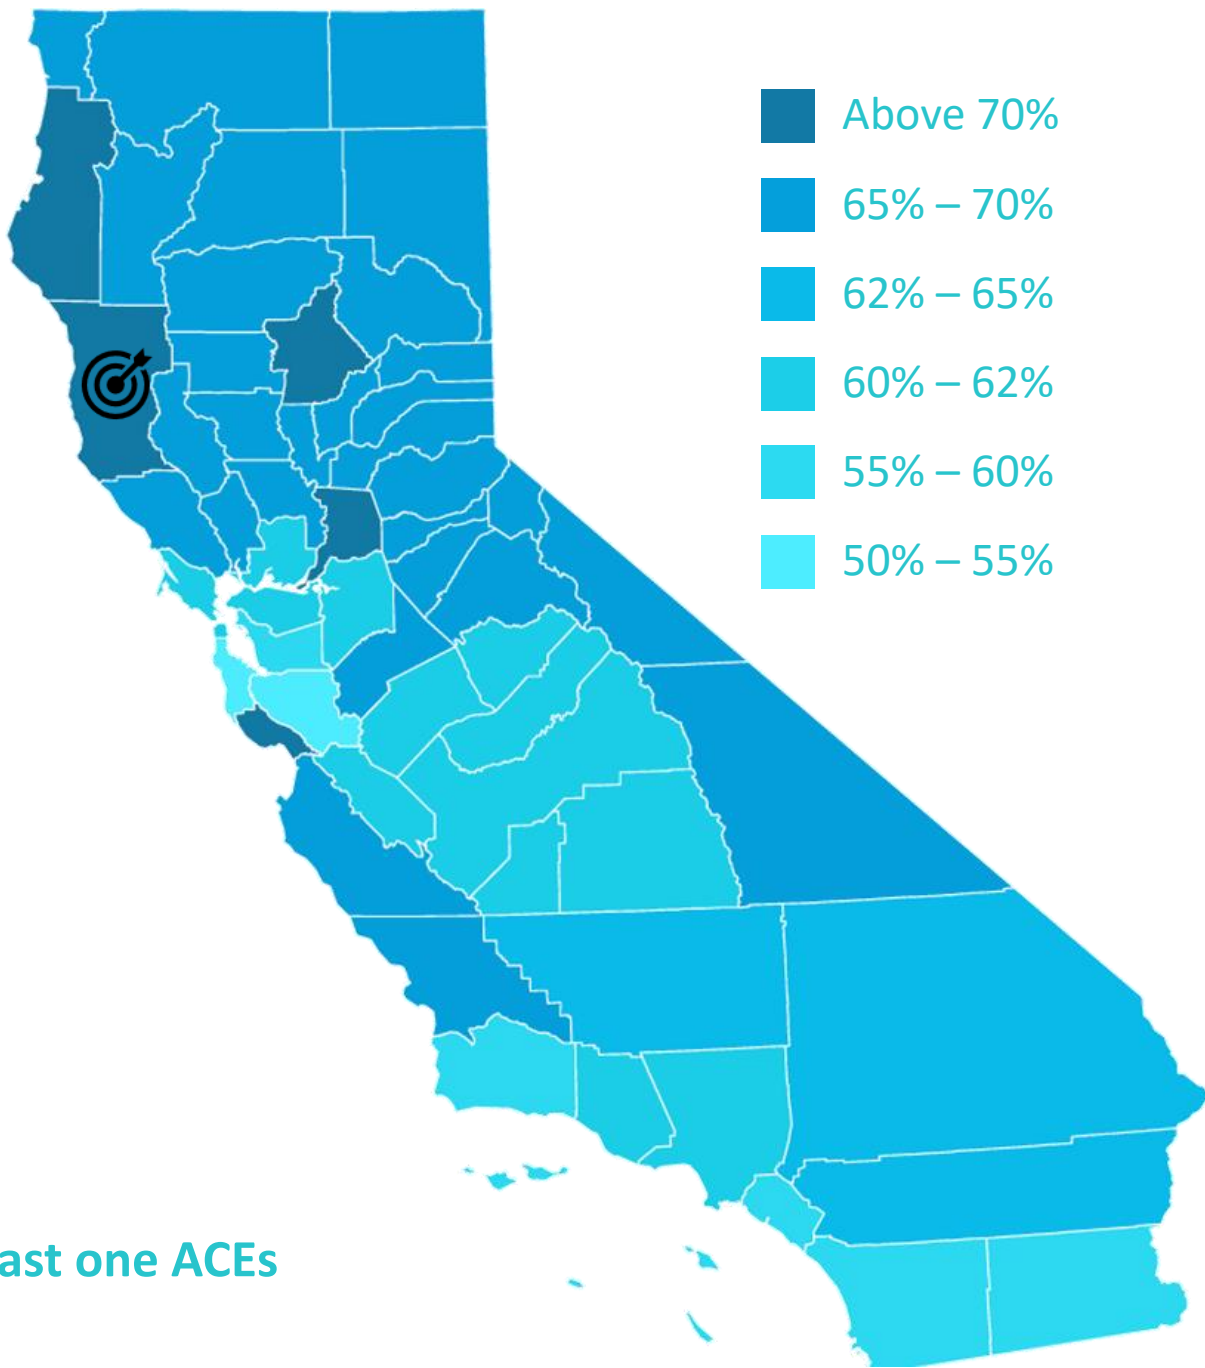 Above 70%
65% – 70%
62% – 65%
60% – 62%
55% – 60%
50% – 55%
ast one ACEs